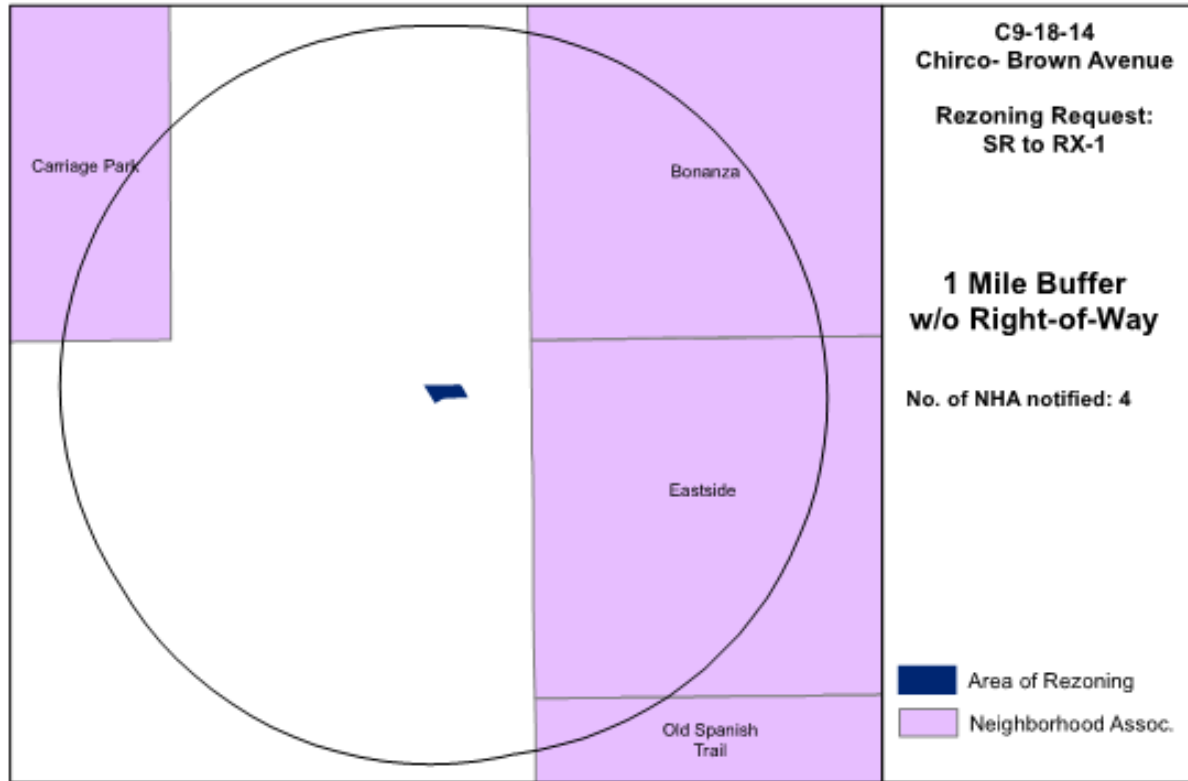 C9-18-14
Chirco- Brown Avenue
Rezoning Request:
SR to RX-1
1 Mile Buffer
w/o Right-of-Way
No. of NHA notified: 4
Carriage Park
Bonanza
Eastside
Old Spanish
Trail
Area of Rezoning
Neighborhood Assoc.